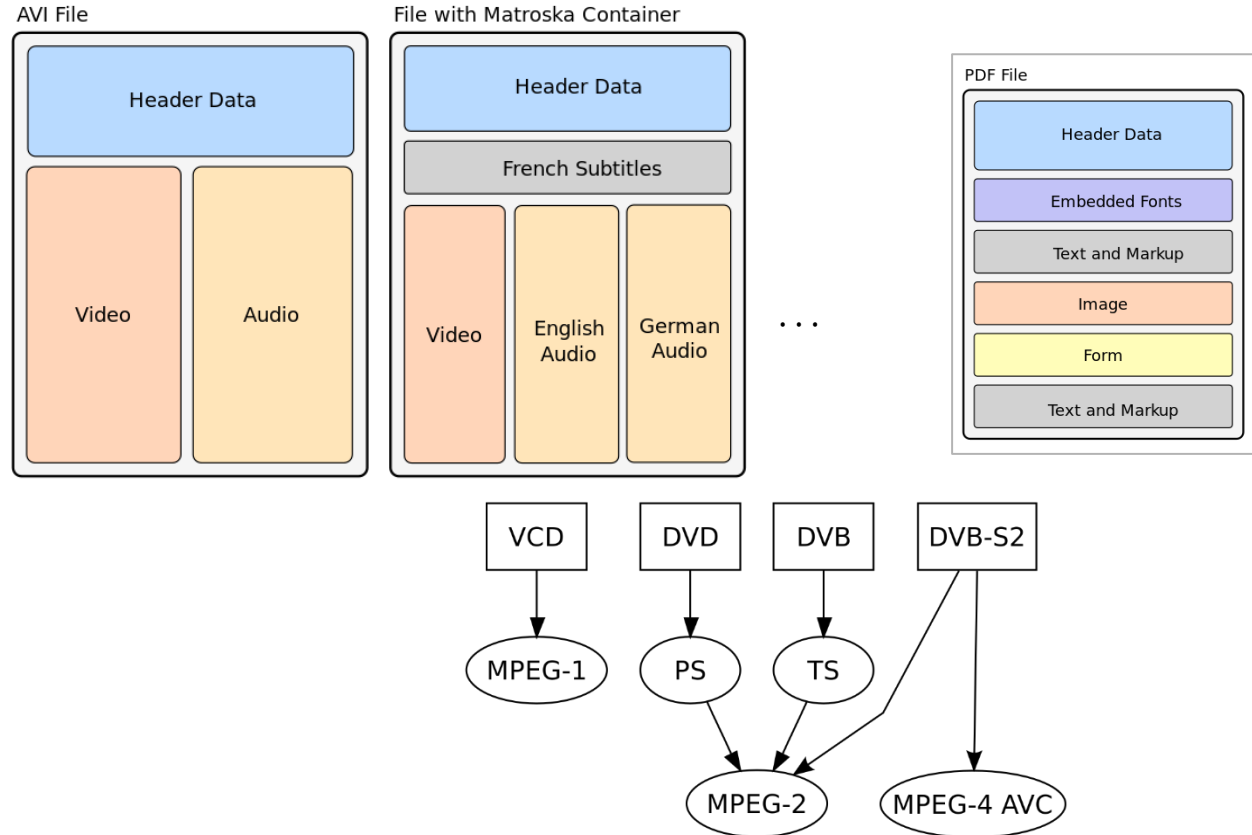 AVI File
Header Data
Video
Audio
File with Matroska Container
Header Data
French Subtitles
Video
English
Audio
German
Audio
. . .
PDF File
Header Data
Embedded Fonts
Text and Markup
Image
Form
Text and Markup
VCD
DVD
DVB
DVB-S2
MPEG-1
PS
TS
MPEG-2
MPEG-4 AVC